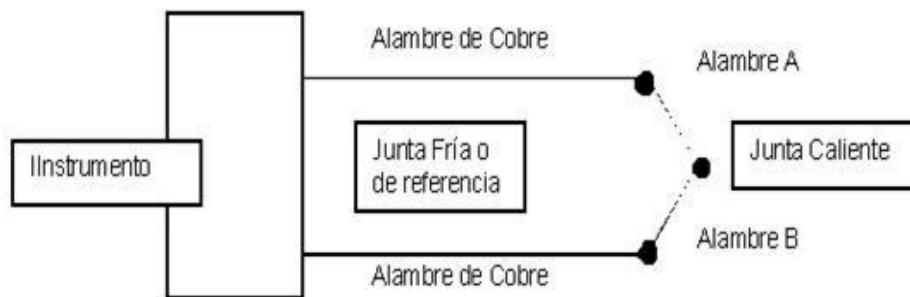 Alambre de Cobre
Alambre A
IInstrumento
Junta Fría o
de referencia
Junta Caliente
Alambre B
Alambre de Cobre